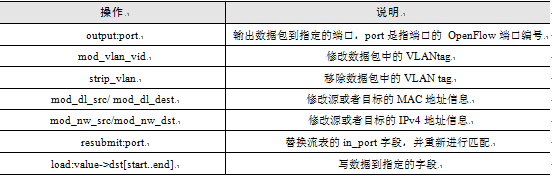 操作 说明
output:port. 输出数据包到指定的端口，port 是指端口的 OpenFlow 端口编号
mod_vlan_vid. 修改数据包中的 VLANtag.
strip_vlan. 移除数据包中的 VLAN tag.
mod_dl_src/ mod_dl_dest. 修改源或者目标的 MAC 地址信息
mod_nw_src/mod_nw_dst. 修改源或者目标的 IPv4 地址信息
resubmit:port. 替换流表的 in_port 字段，并重新进行匹配
load:value->dst[start..end]. 写数据到指定的字段